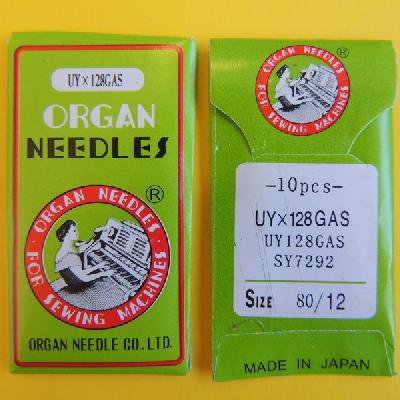 UY×128GAS
ORGAN
NEEDLES
®
ORGAN NEEDLES
FOR SEWING MACHINES
ORGAN NEEDLE CO., LTD.
ORGAN NEEDLES
FOR SEWING MACHINES
®
-10pcs-
UY×128GAS
UY128GAS
SY7292
SIZE 80/12
MADE IN JAPAN